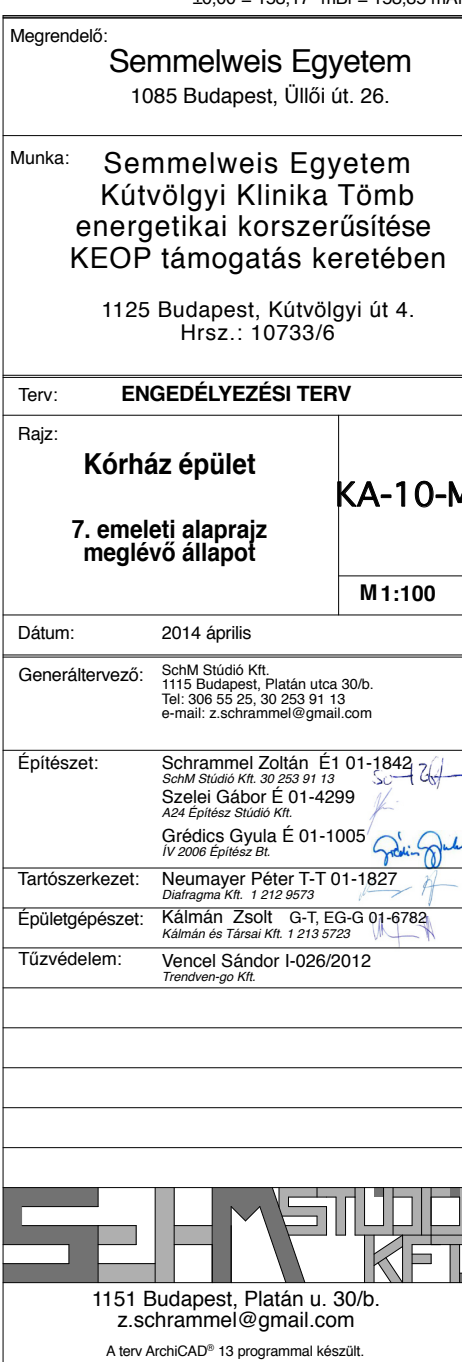 Megrendelő:
Semmelweis Egyetem
1085 Budapest, Üllői út. 26.
Munka:
Semmelweis Egyetem
Kútvölgyi Klinika Tömb
energetikai korszerűsítése
KEOP támogatás keretében
1125 Budapest, Kútvölgyi út 4.
Hrsz.: 10733/6
Terv: ENGEDÉLYEZÉSI TERV
Rajz:
Kórház épület
7. emeleti alaprajz
meglévő állapot
KA-10-M
M 1:100
Dátum: 2014 április
Generáltervező: SchM Stúdió Kft.
1115 Budapest, Platán utca 30/b.
Tel: 306 55 25, 30 253 91 13
e-mail: z.schrammel@gmail.com
Építészet: Schrammel Zoltán É1 01-1842
SchM Stúdió Kft. 30 253 91 13
Szelei Gábor É 01-4299
A24 Építész Stúdió Kft.
Grédics Gyula É 01-1005
ÍV 2006 Építész Bt.
Tartószerkezet: Neumayer Péter T-T 01-1827
Diafragma Kft. 1 212 9573
Épületgépészet: Kálmán Zsolt G-T, EG-G 01-6782
Kálmán és Társai Kft. 1 213 5723
Tűzvédelem: Vencel Sándor I-026/2012
Trendven-go Kft.
SCHM STÚDIÓ
KFT
1151 Budapest, Platán u. 30/b.
z.schrammel@gmail.com
A terv ArchiCAD® 13 programmal készült.